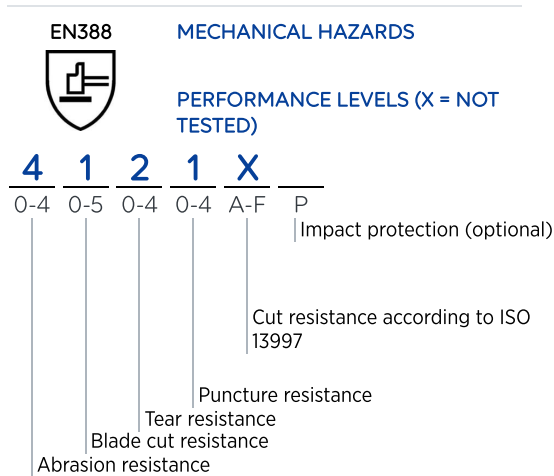 EN388
MECHANICAL HAZARDS
PERFORMANCE LEVELS (X = NOT
TESTED)
4 1 2 1 X
0-4 0-5 0-4 0-4 A-F P
Impact protection (optional)
Cut resistance according to ISO
13997
Puncture resistance
Tear resistance
Blade cut resistance
Abrasion resistance